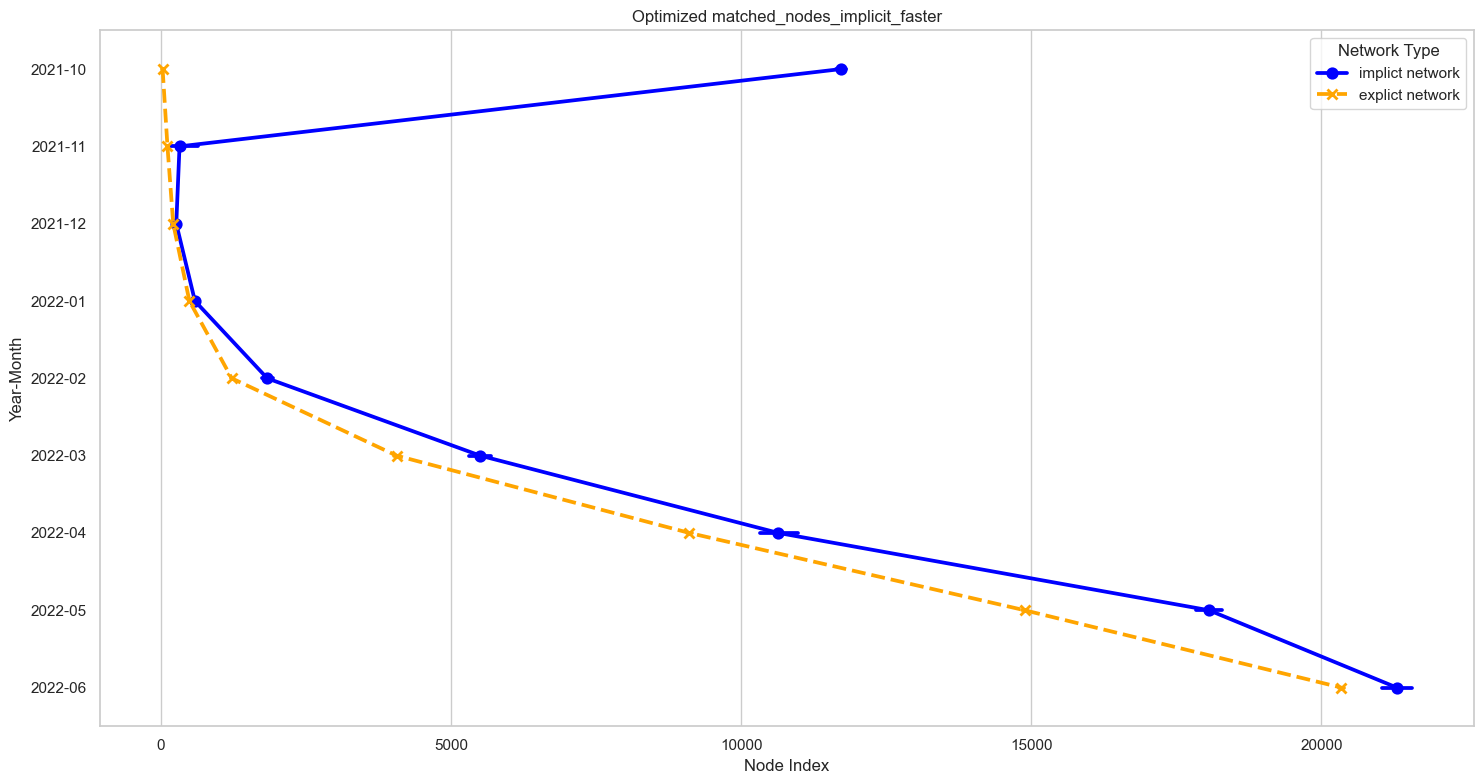 Optimized matched_nodes_implicit_faster
Network Type
implict network
explict network
Year-Month
2021-10
2021-11
2021-12
2022-01
2022-02
2022-03
2022-04
2022-05
2022-06
0 5000 10000 15000 20000
Node Index